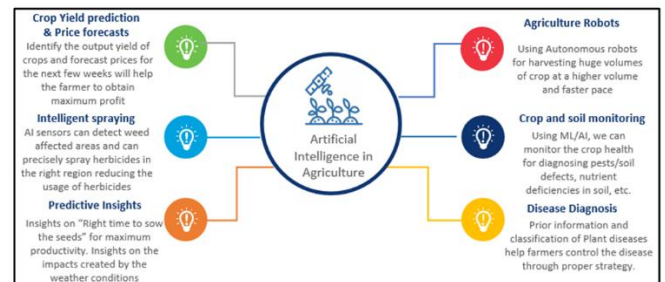 Crop Yield prediction
& Price forecasts
Identify the output yield of
crops and forecast prices for
the next few weeks will help
the farmer to obtain
maximum profit
Intelligent spraying
AI sensors can detect weed
affected areas and can
precisely spray herbicides in
the right region reducing the
usage of herbicides
Predictive Insights
Insights on “Right time to sow
the seeds” for maximum
productivity. Insights on the
impacts created by the
weather conditions
Artificial
Intelligence in
Agriculture
Agriculture Robots
Using Autonomous robots
for harvesting huge volumes
of crop at a higher volume
and faster pace
Crop and soil monitoring
Using ML/AI, we can
monitor the crop health
for diagnosing pests/soil
defects, nutrient
deficiencies in soil, etc.
Disease Diagnosis
Prior information and
classification of Plant diseases
help farmers control the disease
through proper strategy.